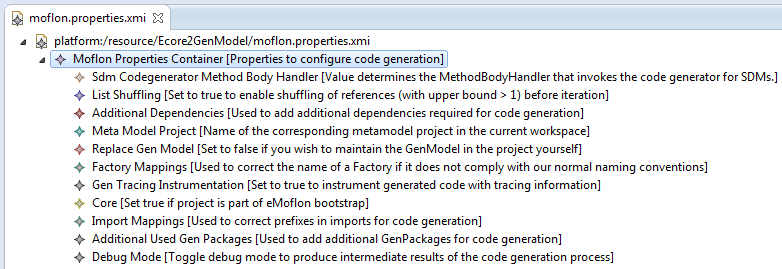 moflon.properties.xmi
platform:/resource/Ecore2GenModel/moflon.properties.xmi
Moflon Properties Container [Properties to configure code generation]
Sdm Codegenerator Method Body Handler [Value determines the MethodBodyHandler that invokes the code generator for SDMs.]
List Shuffling [Set to true to enable shuffling of references (with upper bound > 1) before iteration]
Additional Dependencies [Used to add additional dependencies required for code generation]
Meta Model Project [Name of the corresponding metamodel project in the current workspace]
Replace Gen Model [Set to false if you wish to maintain the GenModel in the project yourself]
Factory Mappings [Used to correct the name of a Factory if it does not comply with our normal naming conventions]
Gen Tracing Instrumentation [Set to true to instrument generated code with tracing information]
Core [Set true if project is part of eMoflon bootstrap]
Import Mappings [Used to correct prefixes in imports for code generation]
Additional Used Gen Packages [Used to add additional GenPackages for code generation]
Debug Mode [Toggle debug mode to produce intermediate results of the code generation process]